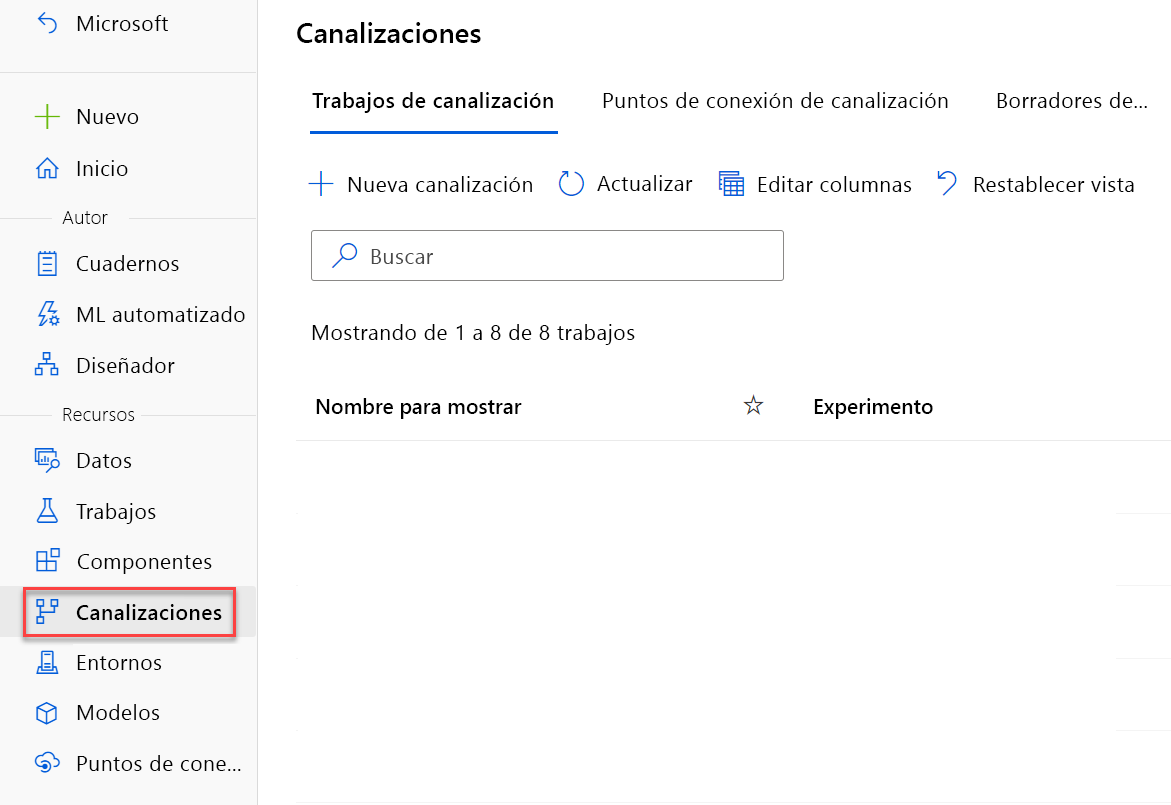 Microsoft
Nuevo
Inicio
Autor
Cuadernos
ML automatizado
Diseñador
Recursos
Datos
Trabajos
Componentes
Canalizaciones
Entornos
Modelos
Puntos de cone...
Canalizaciones
Trabajos de canalización Puntos de conexión de canalización Borradores de...
Nueva canalización Actualizar Editar columnas Restablecer vista
Buscar
Mostrando de 1 a 8 de 8 trabajos
Nombre para mostrar Experimento